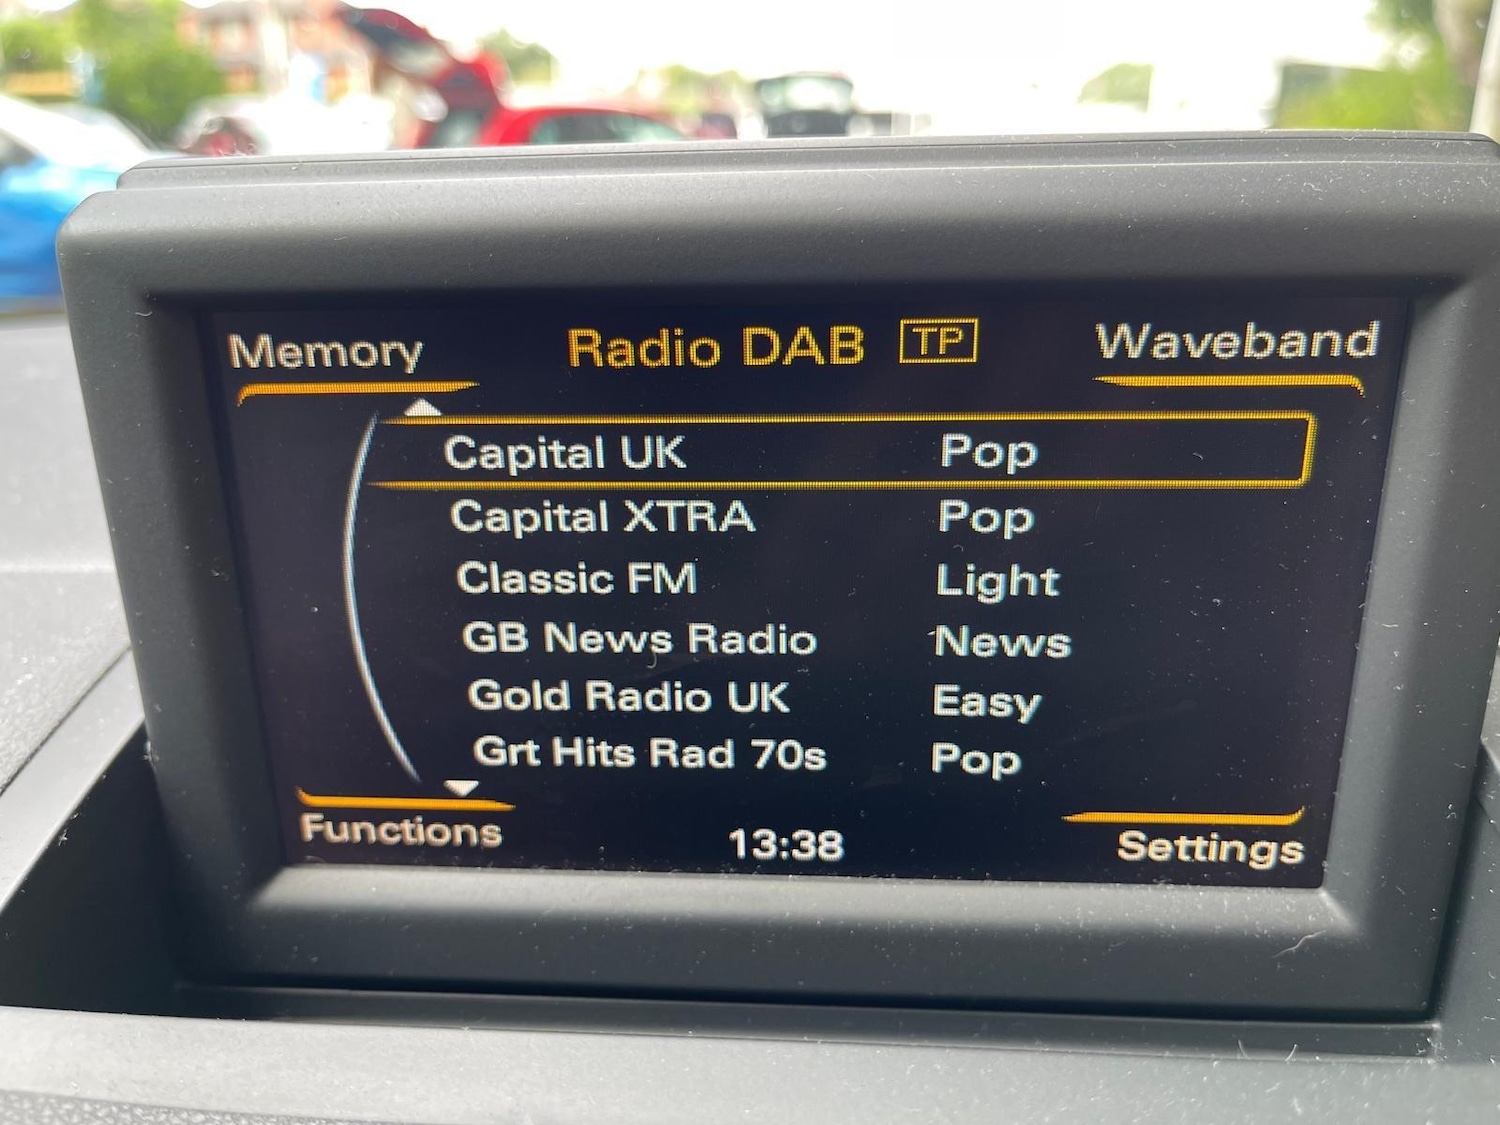 Memory Radio DAB TP Waveband
Capital UK Pop
Capital XTRA Pop
Classic FM Light
GB News Radio News
Gold Radio UK Easy
Grt Hits Rad 70s Pop
Functions 13:38 Settings